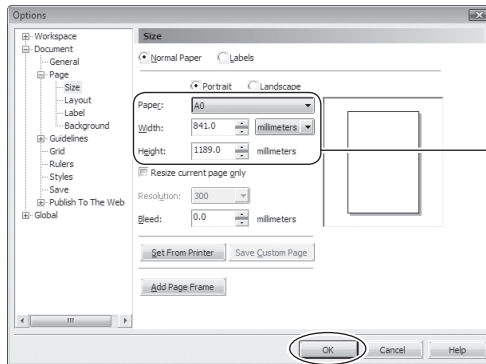 Options
Workspace
Document
General
Page
Size
Layout
Label
Background
Guidelines
Grid
Rulers
Styles
Save
Publish To The Web
Global
Size
Normal Paper Labels
Portrait Landscape
Paper: A0
Width: 841.0 milimeters
Height: 1189.0 millimeters
Resize current page only
Resolution: 300
Bleed: 0.0 millimeters
Set From Printer Save Custom Page
Add Page Frame
OK Cancel Help